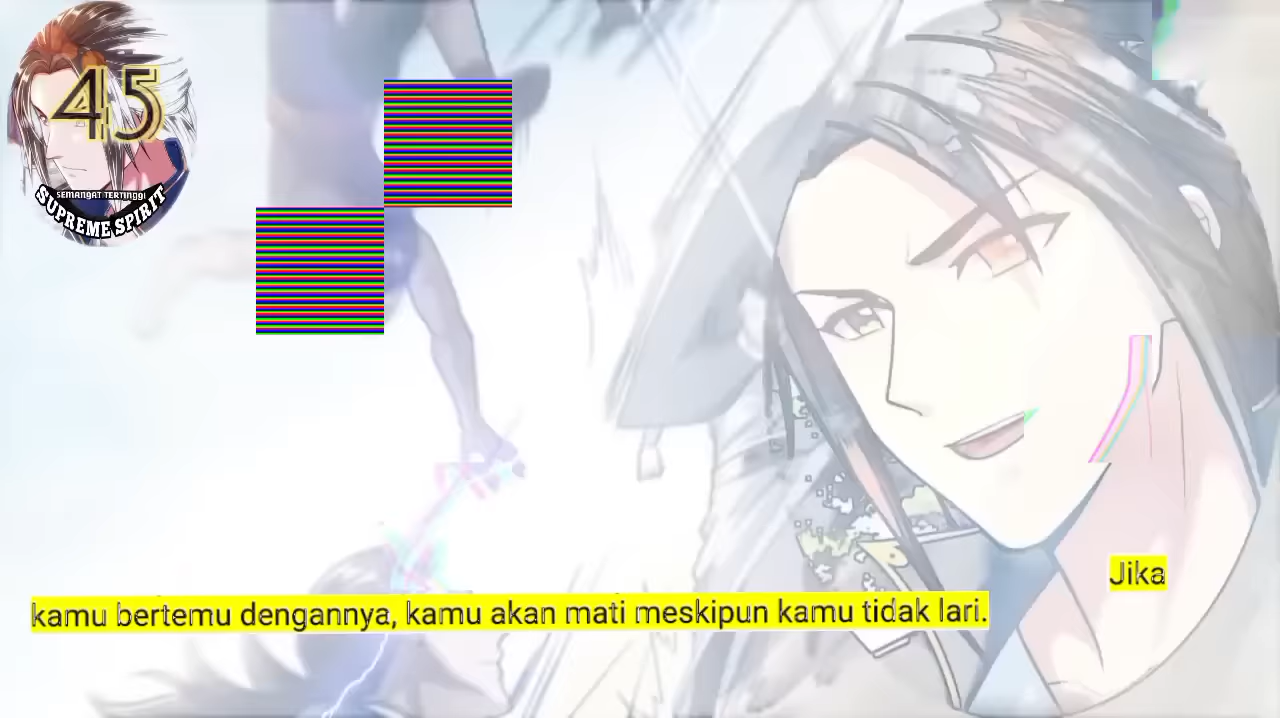 45
SEMANGAT TERTINGGI
SUPREME SPIRIT
Jika
kamu bertemu dengannya, kamu akan mati meskipun kamu tidak lari.